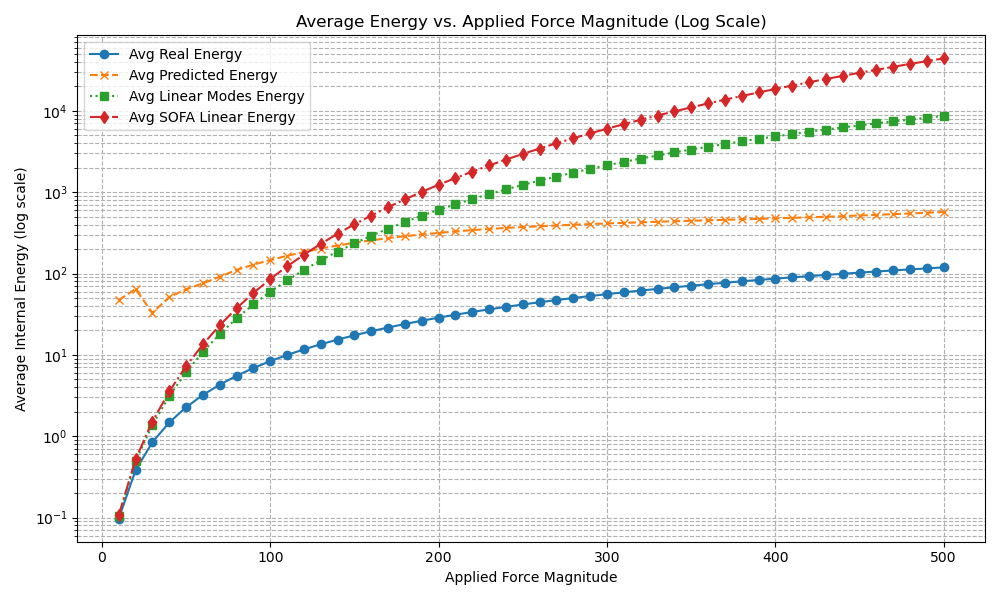 Average Energy vs. Applied Force Magnitude (Log Scale)
Avg Real Energy
Avg Predicted Energy
Avg Linear Modes Energy
Avg SOFA Linear Energy
Average Internal Energy (log scale)
10⁴
10³
10²
10¹
10⁰
10⁻¹
0 100 200 300 400 500
Applied Force Magnitude